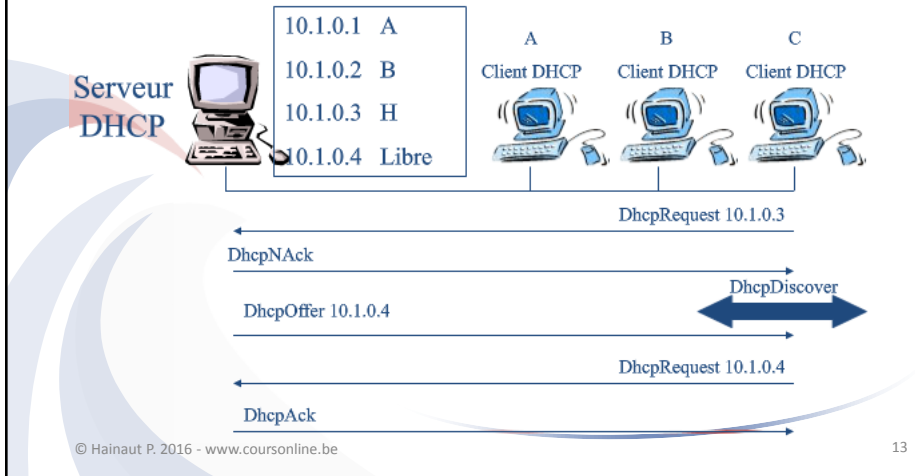 10.1.0.1 A
10.1.0.2 B
10.1.0.3 H
10.1.0.4 Libre
Serveur
DHCP
A
B
C
Client DHCP
Client DHCP
Client DHCP
DhcpRequest 10.1.0.3
DhcpNAck
DhcpDiscover
DhcpOffer 10.1.0.4
DhcpRequest 10.1.0.4
DhcpAck
© Hainaut P. 2016 - www.coursonline.be
13